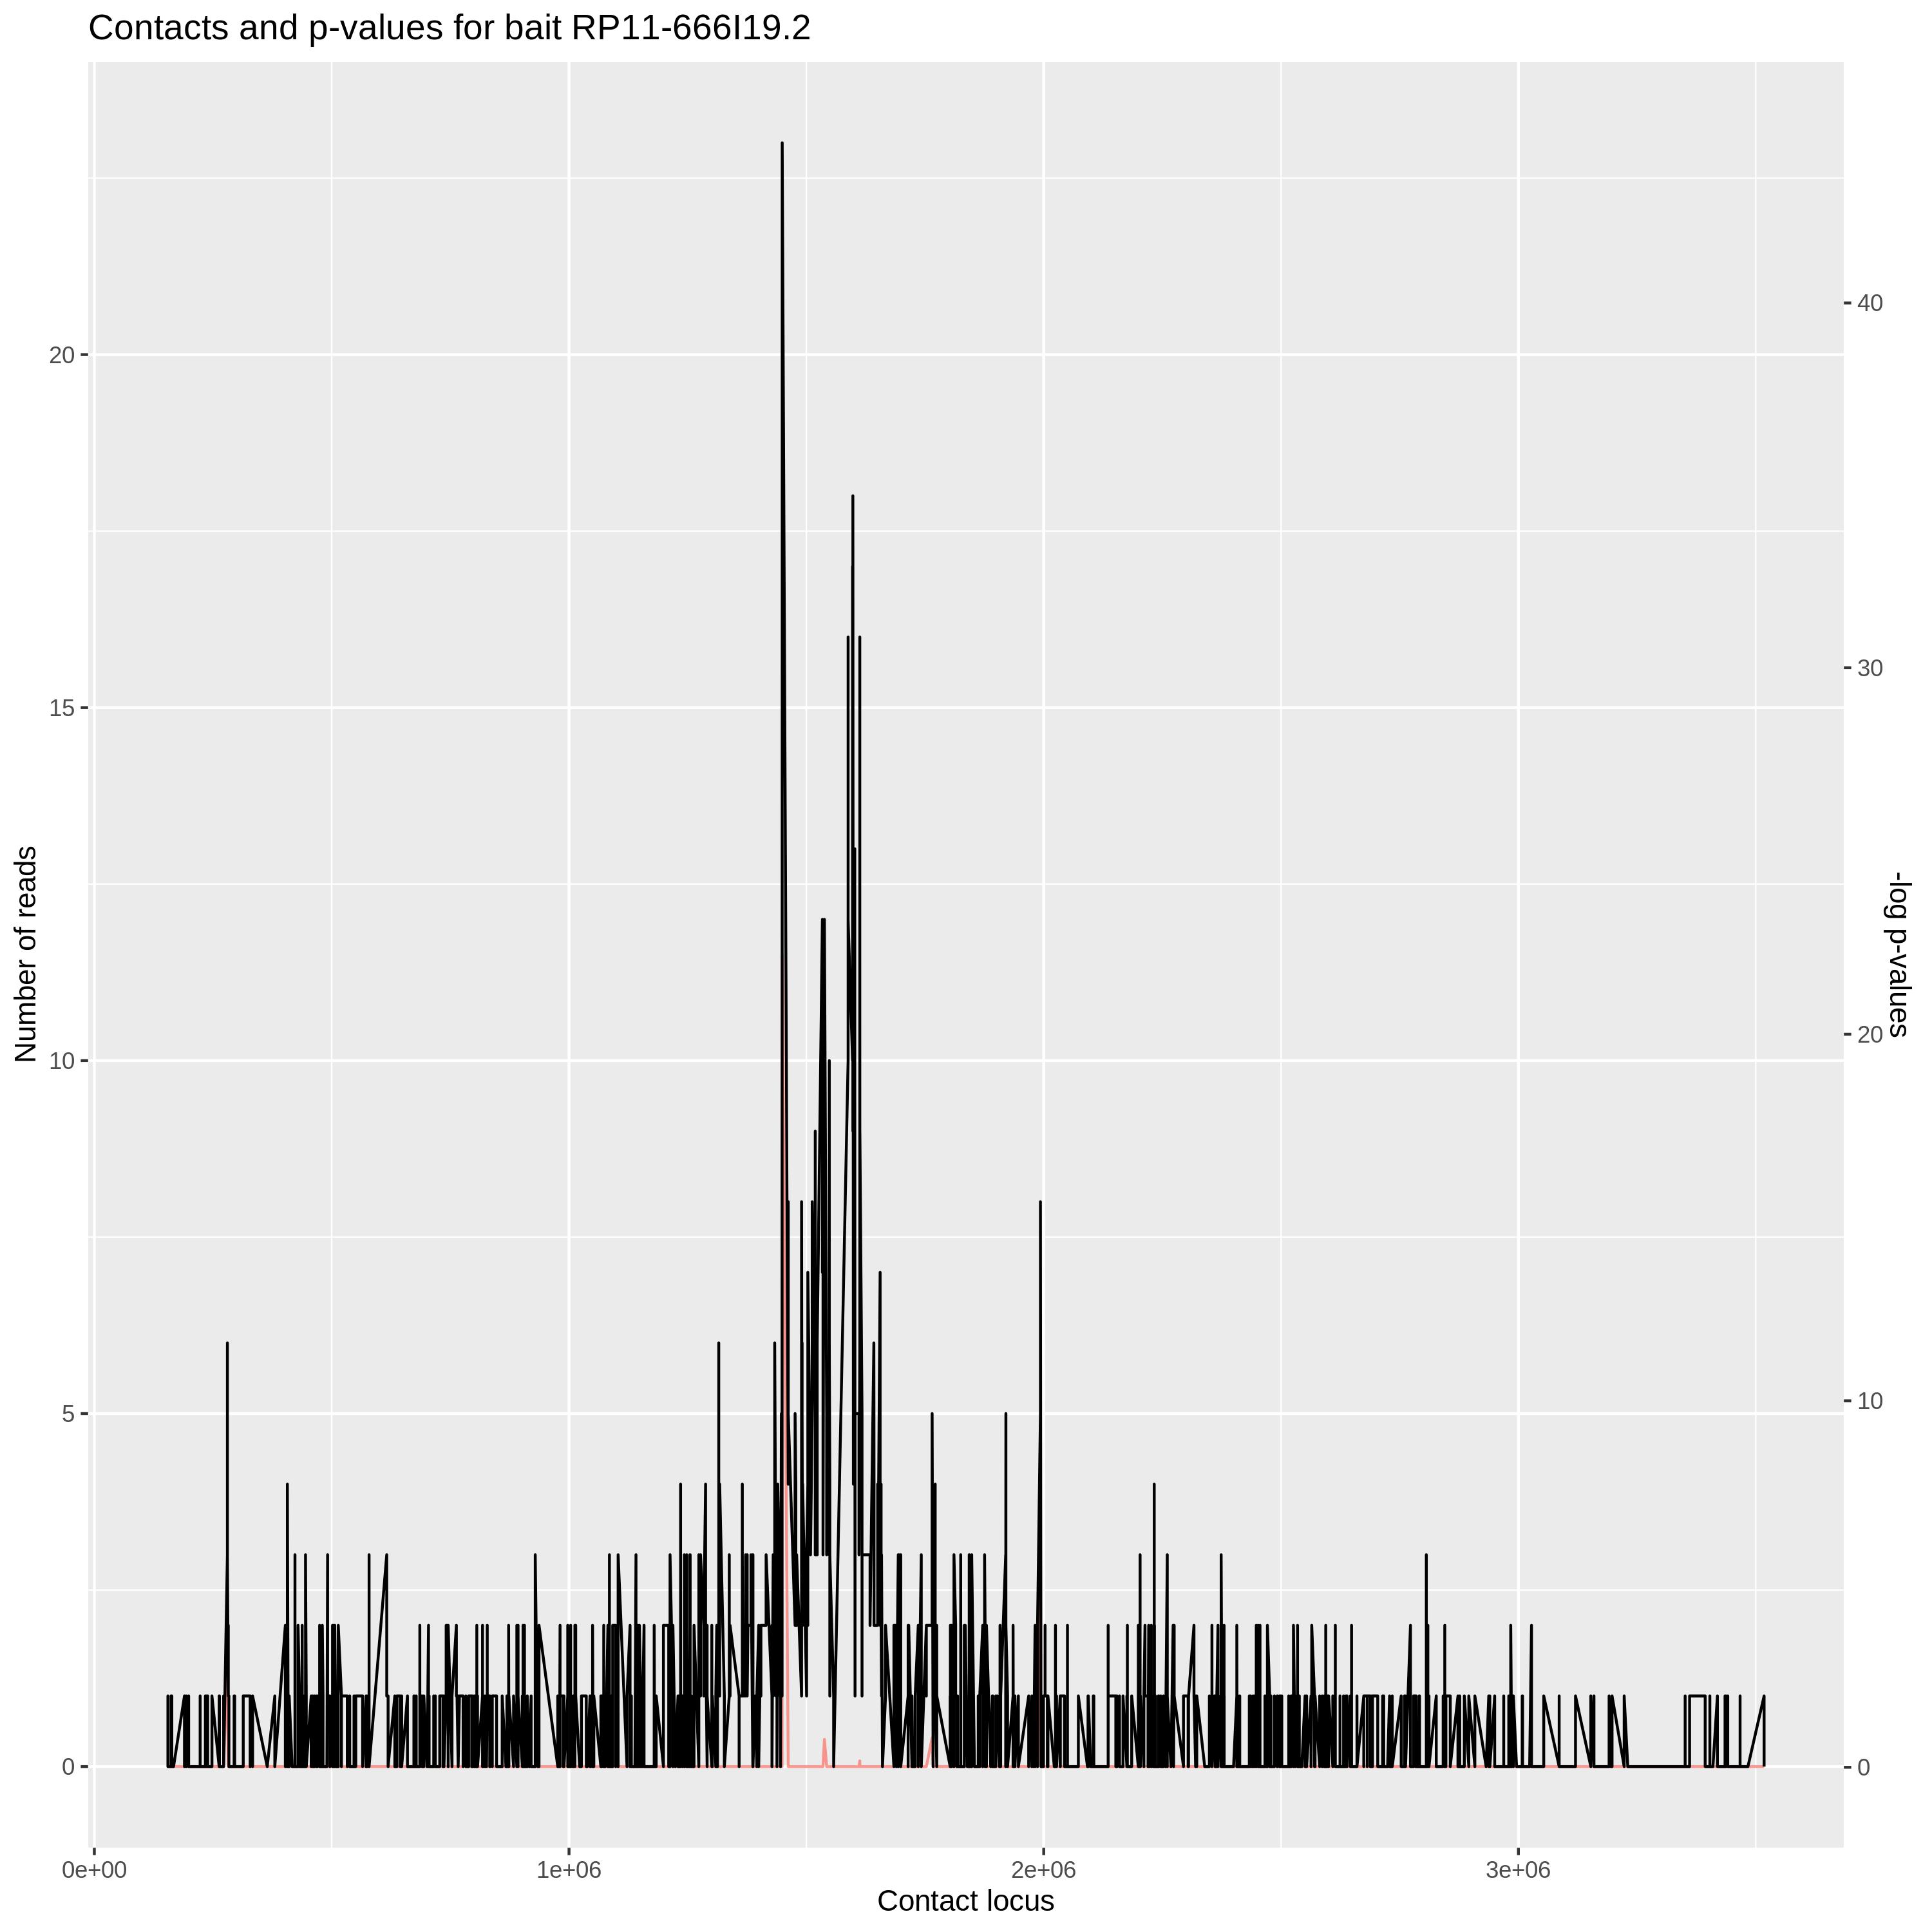 Contacts and p-values for bait RP11-666I19.2
Number of reads
20
15
10
5
0
40
30
20
10
0
-log p-values
0e+00 1e+06 2e+06 3e+06
Contact locus